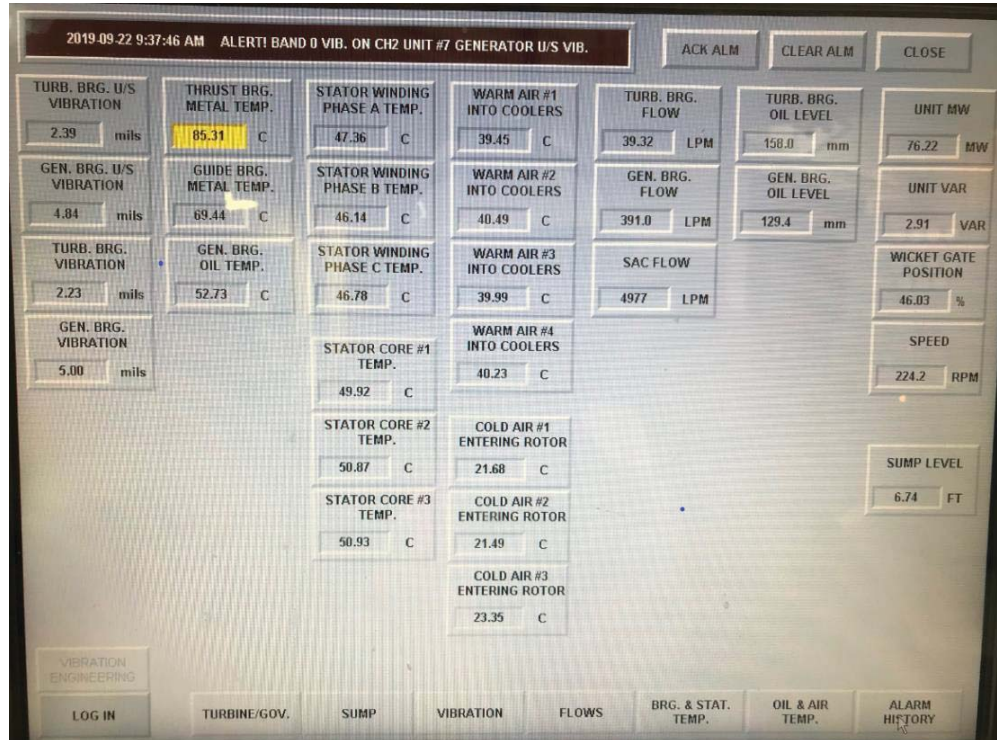 2019-09-22 9:37:46 AM ALERT! BAND 0 VIB. ON CH2 UNIT #7 GENERATOR U/S VIB.
ACK ALM
CLEAR ALM
CLOSE
TURB. BRG. U/S
VIBRATION
2.39 mils
GEN. BRG. U/S
VIBRATION
4.84 mils
TURB. BRG.
VIBRATION
2.23 mils
GEN. BRG.
VIBRATION
5.00 mils
THRUST BRG.
METAL TEMP.
85.31 C
GUIDE BRG.
METAL TEMP.
69.44 C
GEN. BRG.
OIL TEMP.
52.73 C
STATOR WINDING
PHASE A TEMP.
47.36 C
STATOR WINDING
PHASE B TEMP.
46.14 C
STATOR WINDING
PHASE C TEMP.
46.78 C
STATOR CORE #1
TEMP.
49.92 C
STATOR CORE #2
TEMP.
50.87 C
STATOR CORE #3
TEMP.
50.93 C
WARM AIR #1
INTO COOLERS
39.45 C
WARM AIR #2
INTO COOLERS
40.49 C
WARM AIR #3
INTO COOLERS
39.99 C
WARM AIR #4
INTO COOLERS
40.23 C
COLD AIR #1
ENTERING ROTOR
21.68 C
COLD AIR #2
ENTERING ROTOR
21.49 C
COLD AIR #3
ENTERING ROTOR
23.35 C
TURB. BRG.
FLOW
39.32 LPM
GEN. BRG.
FLOW
391.0 LPM
SAC FLOW
4977 LPM
TURB. BRG.
OIL LEVEL
158.0 mm
GEN. BRG.
OIL LEVEL
129.4 mm
UNIT MW
76.22 MW
UNIT VAR
2.91 VAR
WICKET GATE
POSITION
46.03 %
SPEED
224.2 RPM
SUMP LEVEL
6.74 FT
VIBRATION
ENGINEERING
LOG IN
TURBINE/GOV.
SUMP
VIBRATION
FLOWS
BRG. & STAT.
TEMP.
OIL & AIR
TEMP.
ALARM
HISTORY